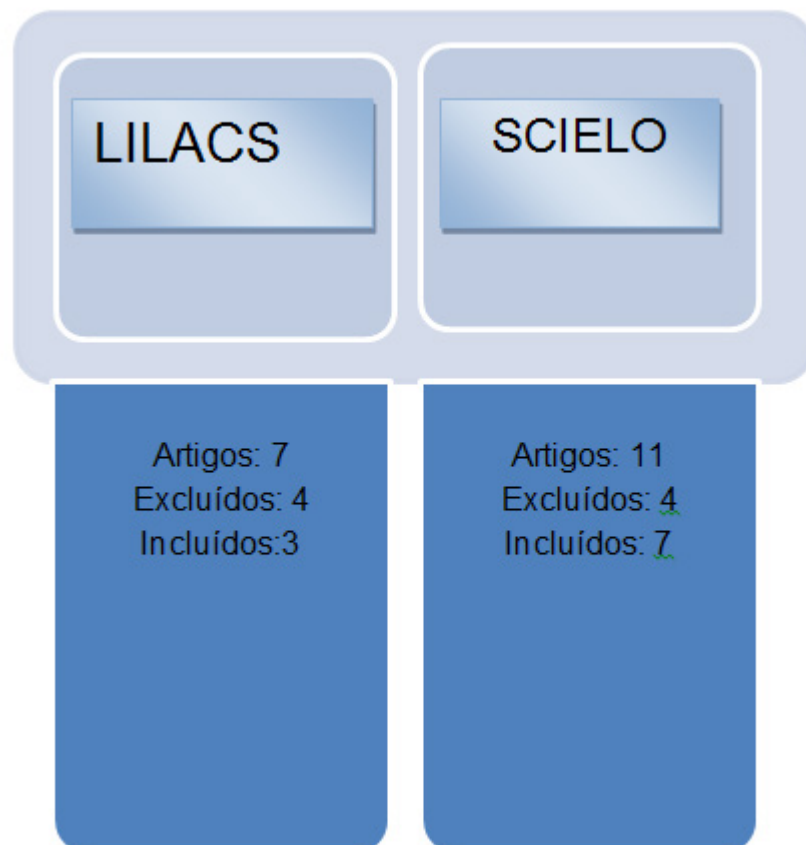 LILACS
SCIELO
Artigos: 7
Excluídos: 4
Incluídos:3
Artigos: 11
Excluídos: 4
Incluídos: 7